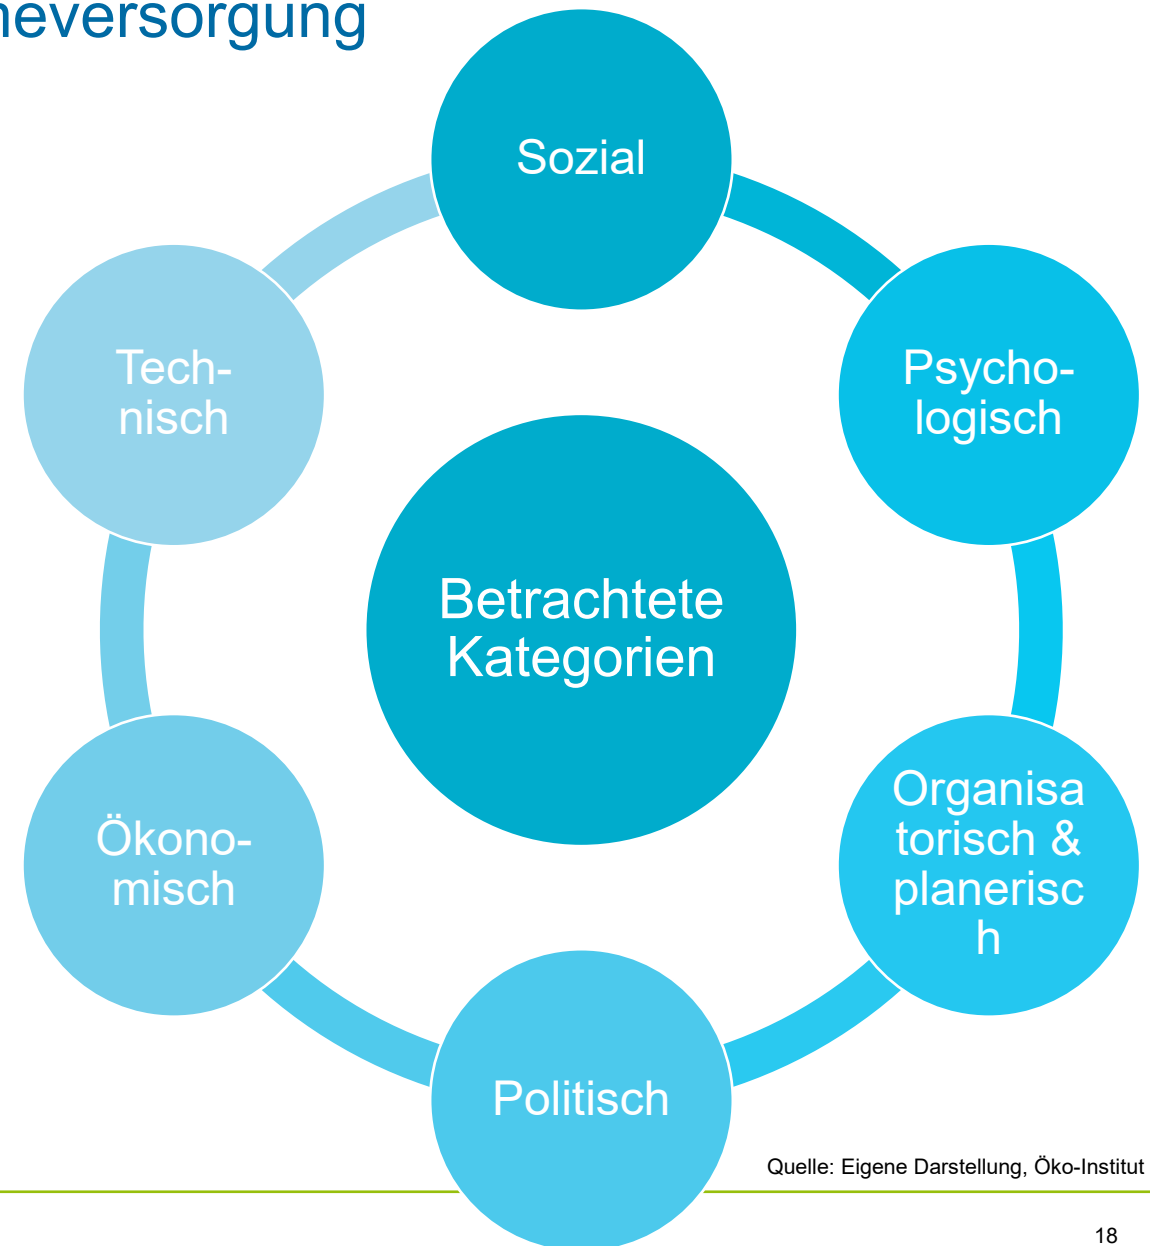 neversorgung
Sozial
Psycho-
logisch
Organisa
torisch &
planerisc
h
Politisch
Ökono-
misch
Tech-
nisch
Betrachtete
Kategorien
Quelle: Eigene Darstellung, Öko-Institut
18